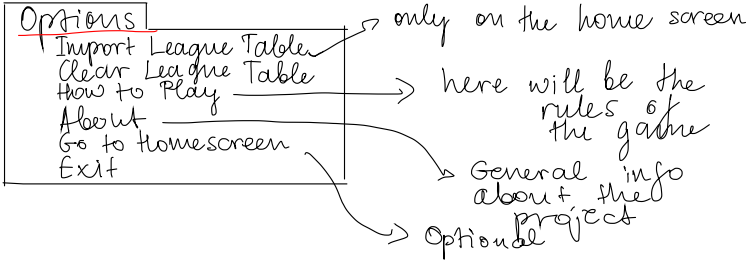 Options
Import League Table
only on the home screen
Clear League Table
How to Play
here will be the
rules of
the game
About
General info
about the
project
Go to Homescreen
Optional
Exit